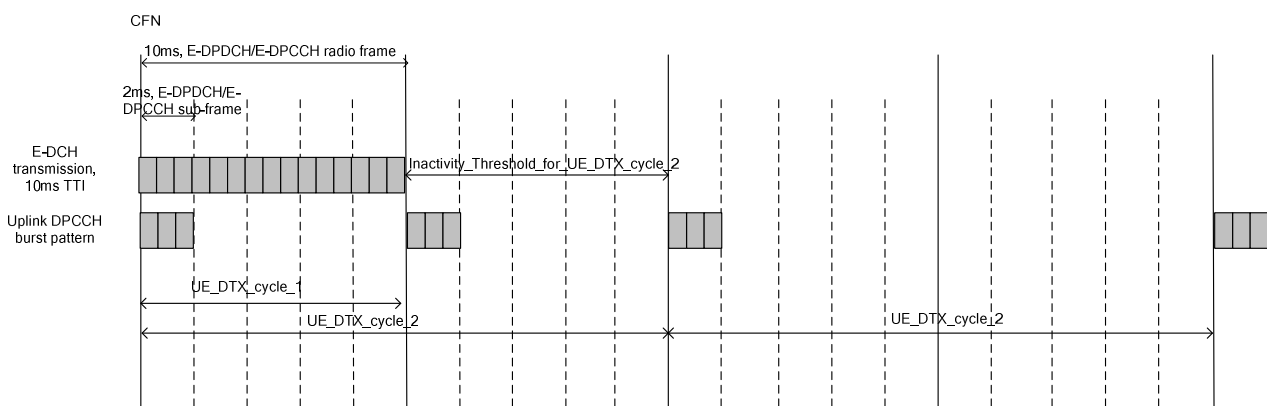 CFN
10ms, E-DPDCH/E-DPCCH radio frame
2ms, E-DPDCH/E-
DPCCH sub-frame
E-DCH
transmission,
10ms TTI
Inactivity_Threshold_for_UE_DTX_cycle_2
Uplink DPCCH
burst pattern
UE_DTX_cycle_1
UE_DTX_cycle_2
UE_DTX_cycle_2